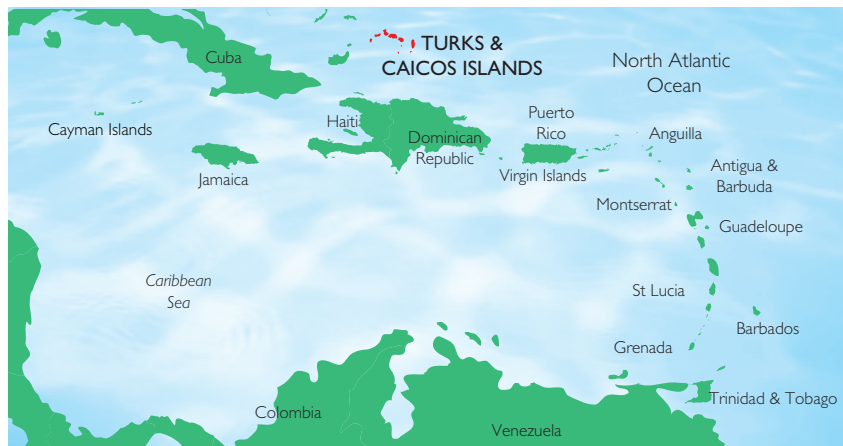 TURKS &
CAICOS ISLANDS
Cuba
North Atlantic
Ocean
Cayman Islands
Haiti
Dominican
Republic
Puerto
Rico
Anguilla
Jamaica
Virgin Islands
Antigua &
Barbuda
Montserrat
Guadeloupe
Caribbean
Sea
St Lucia
Barbados
Grenada
Trinidad & Tobago
Colombia
Venezuela